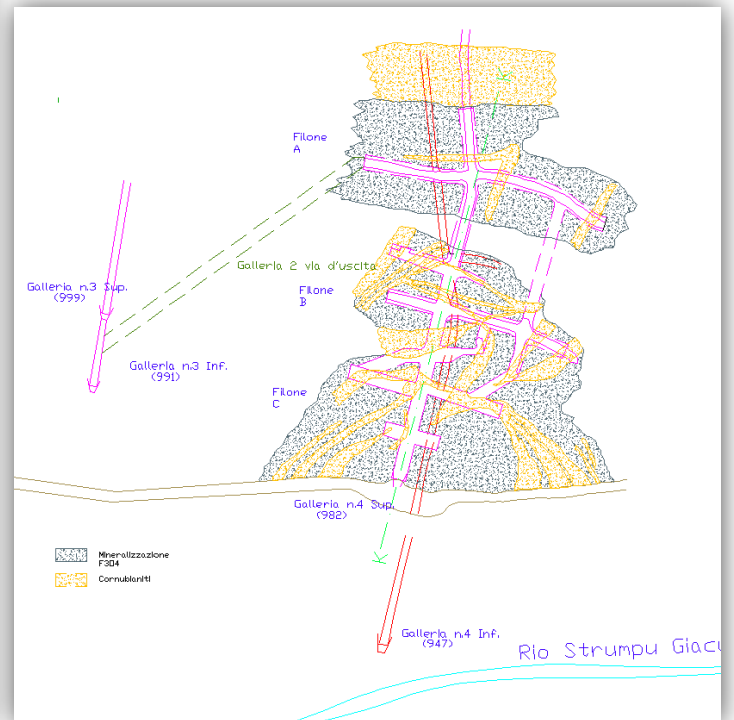 Filone
A
Galleria 2 via d'uscita
Galleria n.3 Sup.
(999)
Filone
B
Galleria n.3 Inf.
(991)
Filone
C
Galleria n.4 Sup.
(982)
K
K
Mineralizzazione
F3O4
Cornubianiti
Galleria n.4 Inf.
(947)
Rio Strumpu Giacu